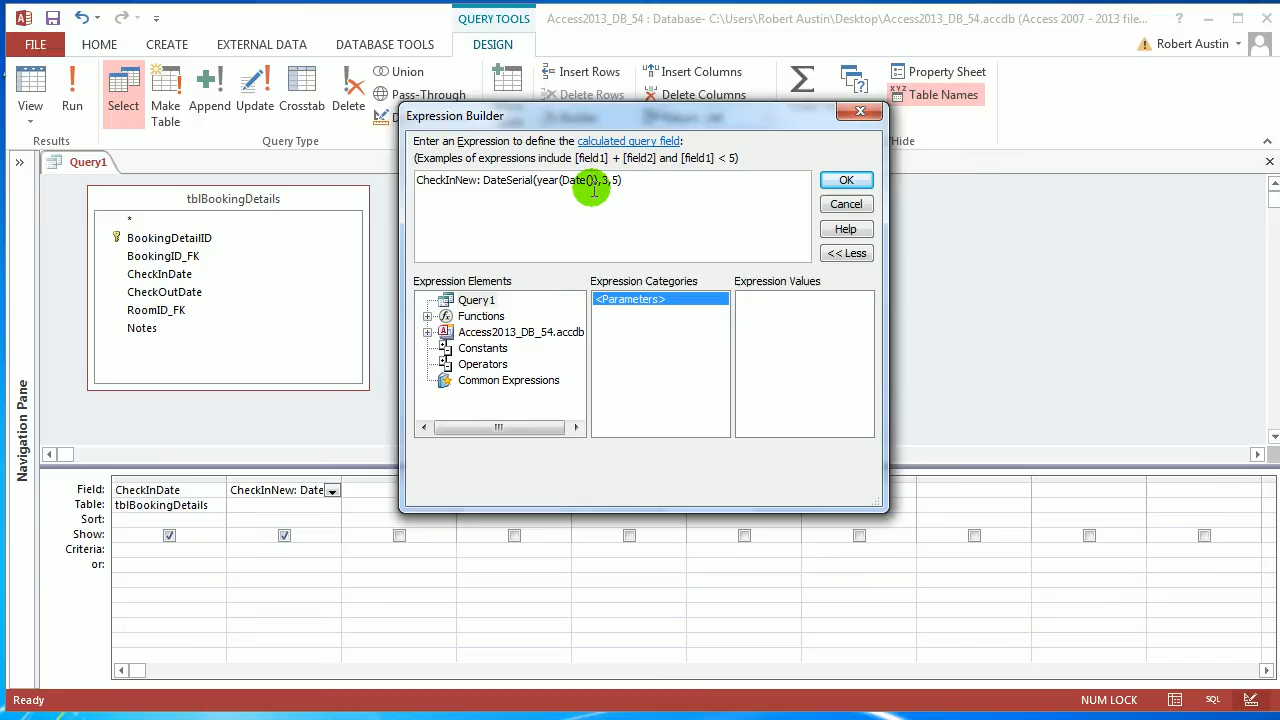 QUERY TOOLS
Access2013_DB_54 : Database- C:\Users\Robert Austin\Desktop\Access2013_DB_54.accdb (Access 2007 - 2013 file...
FILE HOME CREATE EXTERNAL DATA DATABASE TOOLS DESIGN Robert Austin
View Run Select Make Table Append Update Crosstab Delete
Union
Pass-Through
Insert Rows
Delete Rows
Insert Columns
Delete Columns
Property Sheet
Table Names
Results Query Type
Query1
tblBookingDetails
*
BookingDetailID
BookingID_FK
CheckInDate
CheckOutDate
RoomID_FK
Notes
Navigation Pane
Expression Builder
Enter an Expression to define the calculated query field:
(Examples of expressions include [field1] + [field2] and [field1] < 5)
CheckInNew: DateSerial(year(Date()),3,5)
OK
Cancel
Help
<< Less
Expression Elements Expression Categories Expression Values
Query1
Functions
Access2013_DB_54.accdb
Constants
Operators
Common Expressions
<Parameters>
Field: CheckInDate CheckInNew: Date
Table: tblBookingDetails
Sort:
Show:
Criteria:
or:
Ready NUM LOCK SQL